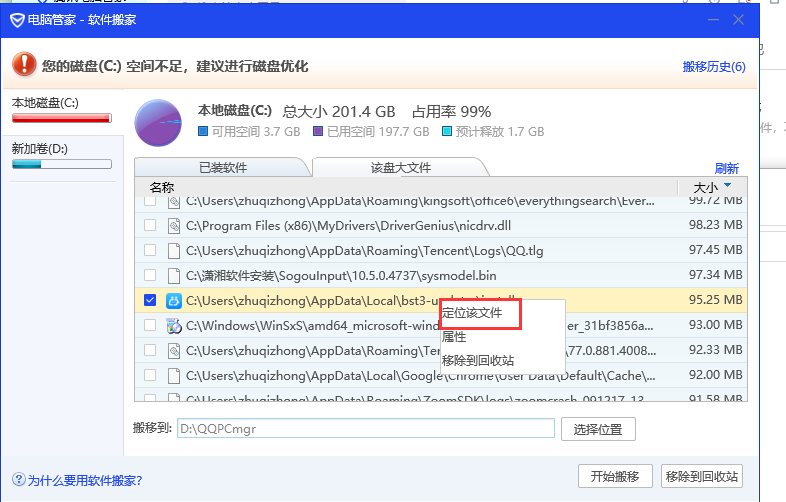 电脑管家 - 软件搬家
您的磁盘(C:) 空间不足，建议进行磁盘优化
搬移历史(6)
本地磁盘(C:)
新加卷(D:)
本地磁盘(C:) 总大小 201.4 GB 占用率 99%
可用空间 3.7 GB 已用空间 197.7 GB 预计释放 1.7 GB
已装软件 该盘大文件 刷新
名称 大小
C:\Users\zhuqizhong\AppData\Roaming\kingsoft\office6\everythingsearch\Ever... 99.72 MB
C:\Program Files (x86)\MyDrivers\DriverGenius\nicdrv.dll 98.23 MB
C:\Users\zhuqizhong\AppData\Roaming\Tencent\Logs\QQ.tlg 97.45 MB
C:\潇湘软件安装\SogouInput\10.5.0.4737\sysmodel.bin 97.34 MB
C:\Users\zhuqizhong\AppData\Local\bst3-u 95.25 MB
定位该文件
C:\Windows\WinSxS\amd64_microsoft-wind er_31bf3856a... 93.00 MB
属性
C:\Users\zhuqizhong\AppData\Roaming\Ten \77.0.881.4008... 92.33 MB
移除到回收站
C:\Users\zhuqizhong\AppData\Local\Google\Chrome\User Data\Default\Cache\... 92.00 MB
C:\Users\zhuqizhong\AppData\Roaming\ZoomSDK\logs\zoomcrash_091217_13 91.58 MB
搬移到: D:\QQPCmgr 选择位置
为什么要用软件搬家?
开始搬移 移除到回收站